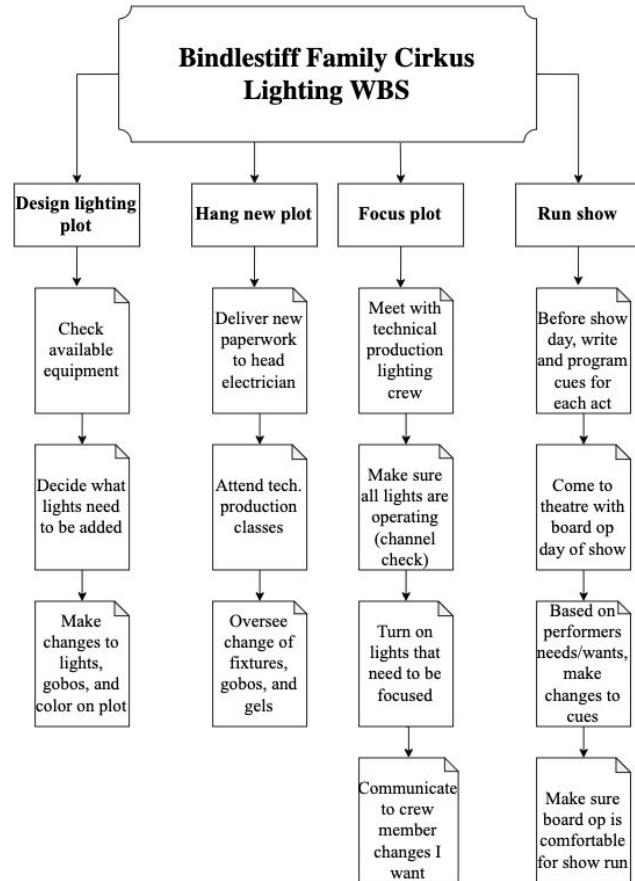 Bindlestiff Family Cirkus
Lighting WBS
Design lighting
plot
Check
available
equipment
Decide what
lights need
to be added
Make
changes to
lights,
gobos, and
color on plot
Hang new plot
Deliver new
paperwork
to head
electrician
Attend tech.
production
classes
Oversee
change of
fixtures,
gobos, and
gels
Focus plot
Meet with
technical
production
lighting
crew
Make sure
all lights are
operating
(channel
check)
Turn on
lights that
need to be
focused
Communicate
to crew
member
changes I
want
Run show
Before show
day, write
and program
cues for
each act
Come to
theatre with
board op
day of show
Based on
performers
needs/wants,
make
changes to
cues
Make sure
board op is
comfortable
for show run